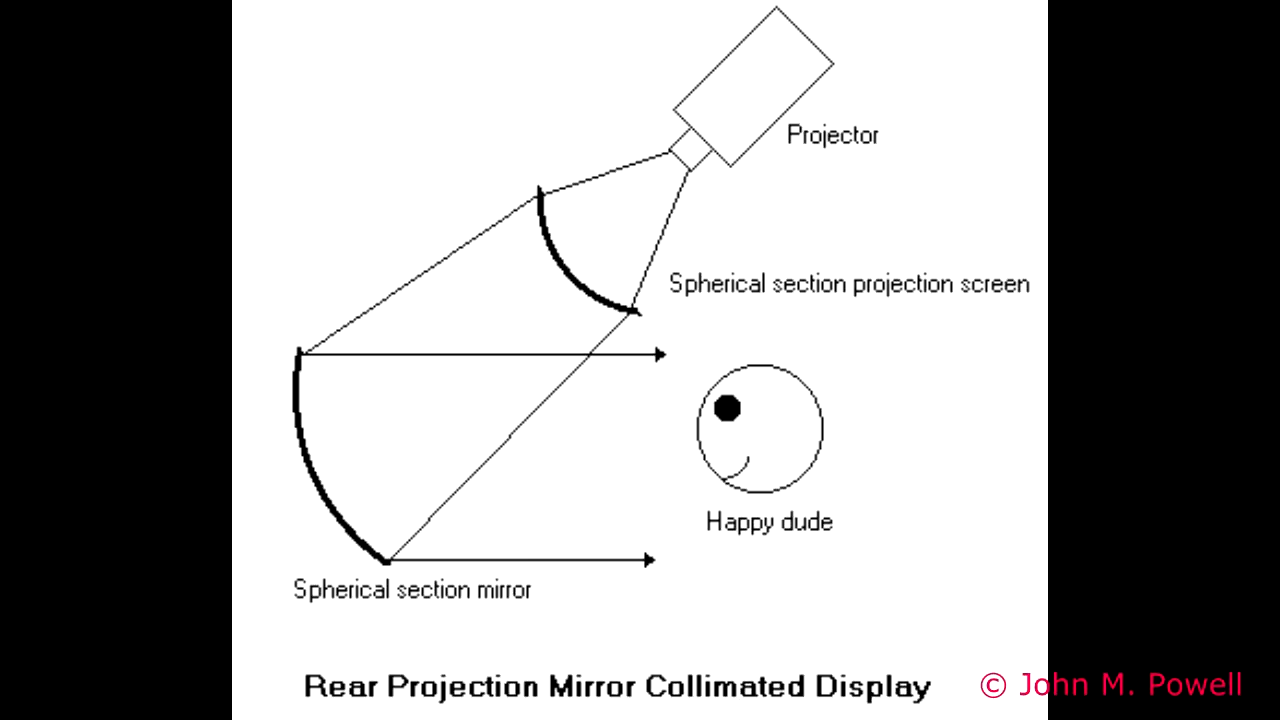 Projector
Spherical section projection screen
Happy dude
Spherical section mirror
Rear Projection Mirror Collimated Display
© John M. Powell